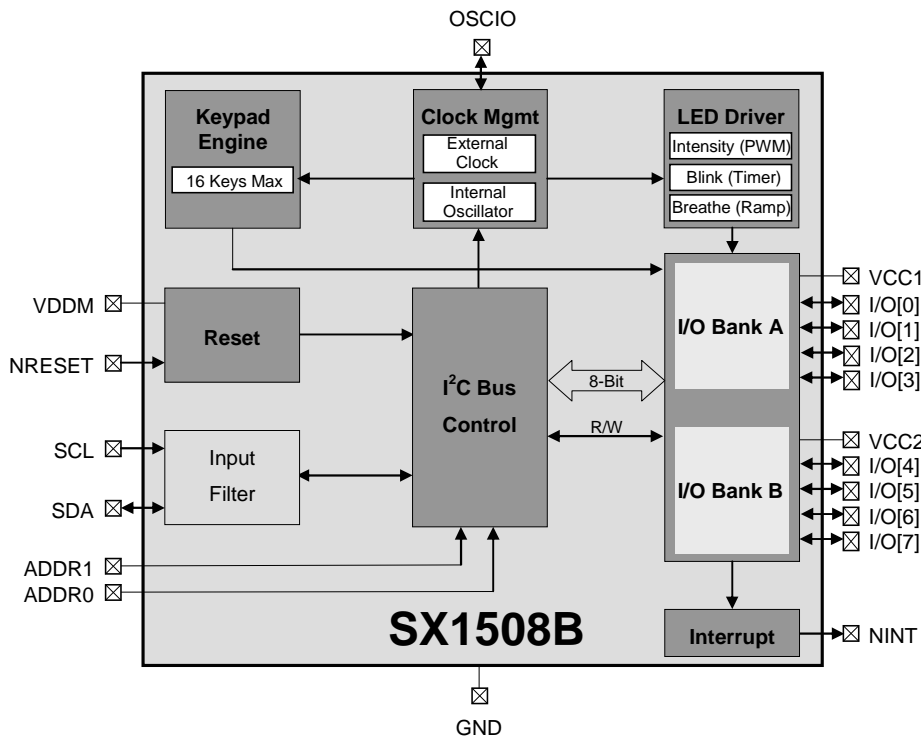 OSCIO
Keypad
Engine
16 Keys Max
Clock Mgmt
External
Clock
Internal
Oscillator
LED Driver
Intensity (PWM)
Blink (Timer)
Breathe (Ramp)
VDDM
NRESET
Reset
SCL
SDA
Input
Filter
ADDR1
ADDR0
I²C Bus
Control
8-Bit
R/W
I/O Bank A
I/O Bank B
VCC1
I/O[0]
I/O[1]
I/O[2]
I/O[3]
VCC2
I/O[4]
I/O[5]
I/O[6]
I/O[7]
SX1508B
Interrupt
NINT
GND